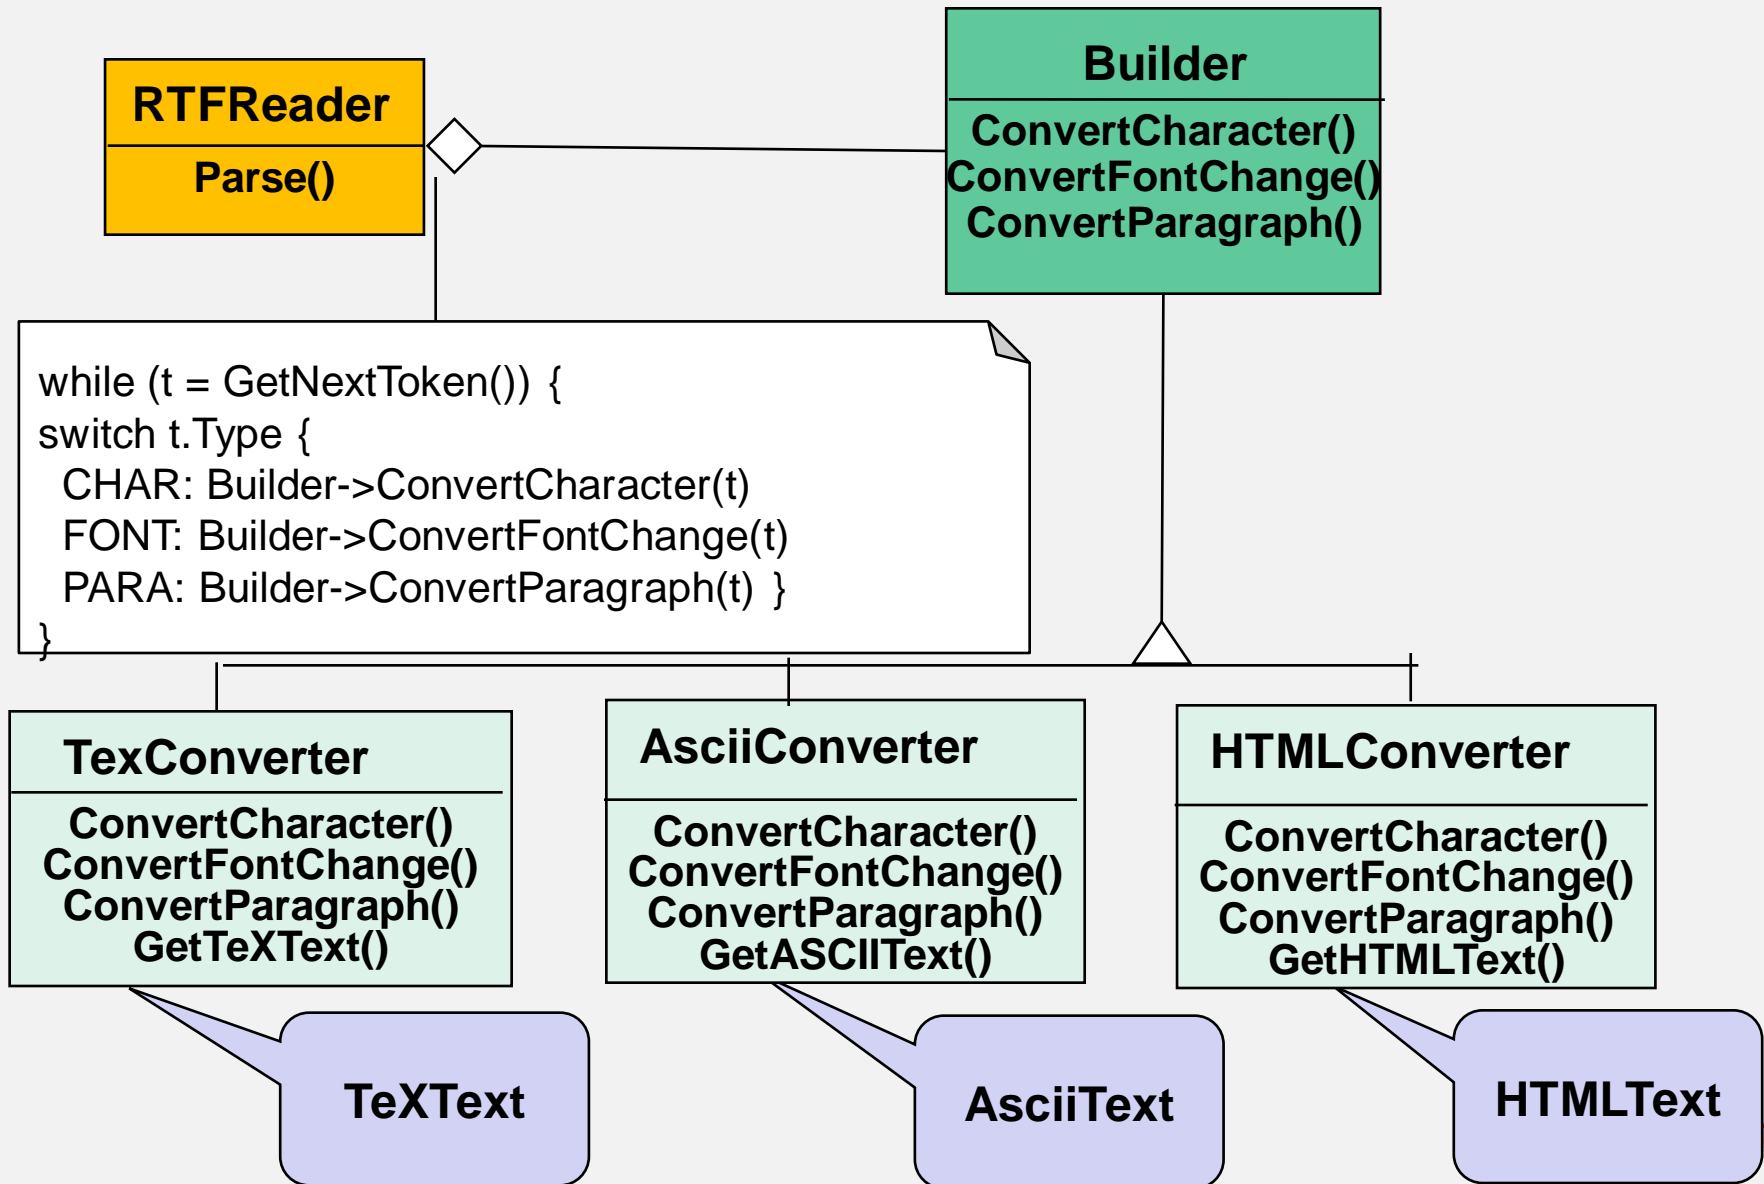 RTFReader
Parse()
Builder
ConvertCharacter()
ConvertFontChange()
ConvertParagraph()
while (t = GetNextToken()) {
switch t.Type {
CHAR: Builder->ConvertCharacter(t)
FONT: Builder->ConvertFontChange(t)
PARA: Builder->ConvertParagraph(t) }
}
TexConverter
ConvertCharacter()
ConvertFontChange()
ConvertParagraph()
GetTeXText()
AsciiConverter
ConvertCharacter()
ConvertFontChange()
ConvertParagraph()
GetASCIIText()
HTMLConverter
ConvertCharacter()
ConvertFontChange()
ConvertParagraph()
GetHTMLText()
TeXText
AsciiText
HTMLText